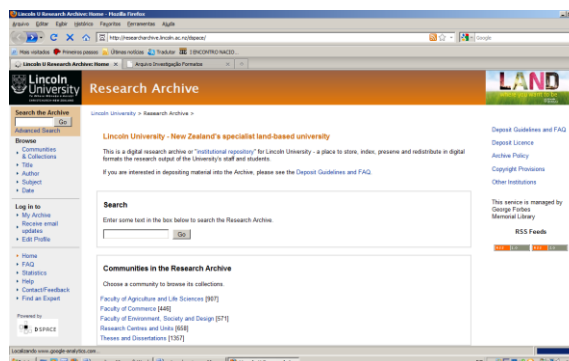 Lincoln U Research Archive: Home - Mozilla Firefox
Arquivo Editar Exibir Histórico Favoritos Ferramentas Ajuda
http://researcharchive.lincoln.ac.nz/dspace/
Google
Mais visitados Primeiros passos Últimas notícias Tradutor
Lincoln U Research Archive: Home
Arquivo Investigação Formatos
Lincoln
University
Research Archive
LAND
Search the Archive
Go
Advanced Search
Browse
Communities
& Collections
Title
Author
Subject
Date
Log in to
My Archive
Receive email
updates
Edit Profile
Home
FAQ
Statistics
Help
Contact/Feedback
Find an Expert
Powered by
DSPACE
Lincoln University > Research Archive >
Lincoln University - New Zealand's specialist land-based university
This is a digital research archive or "institutional repository" for Lincoln University - a place to store, index, preserve and redistribute in digital
formats the research output of the University's staff and students.
If you are interested in depositing material into the Archive, please see the Deposit Guidelines and FAQ.
Search
Enter some text in the box below to search the Research Archive.
Go
Communities in the Research Archive
Choose a community to browse its collections.
Faculty of Agriculture and Life Sciences [907]
Faculty of Commerce [446]
Faculty of Environment, Society and Design [571]
Research Centres and Units [658]
Theses and Dissertations [1357]
Deposit Guidelines and FAQ
Deposit Licence
Archive Policy
Copyright Provisions
Other Institutions
This service is managed by
George Forbes
Memorial Library
RSS Feeds
Localizando www.google-analytics.com...